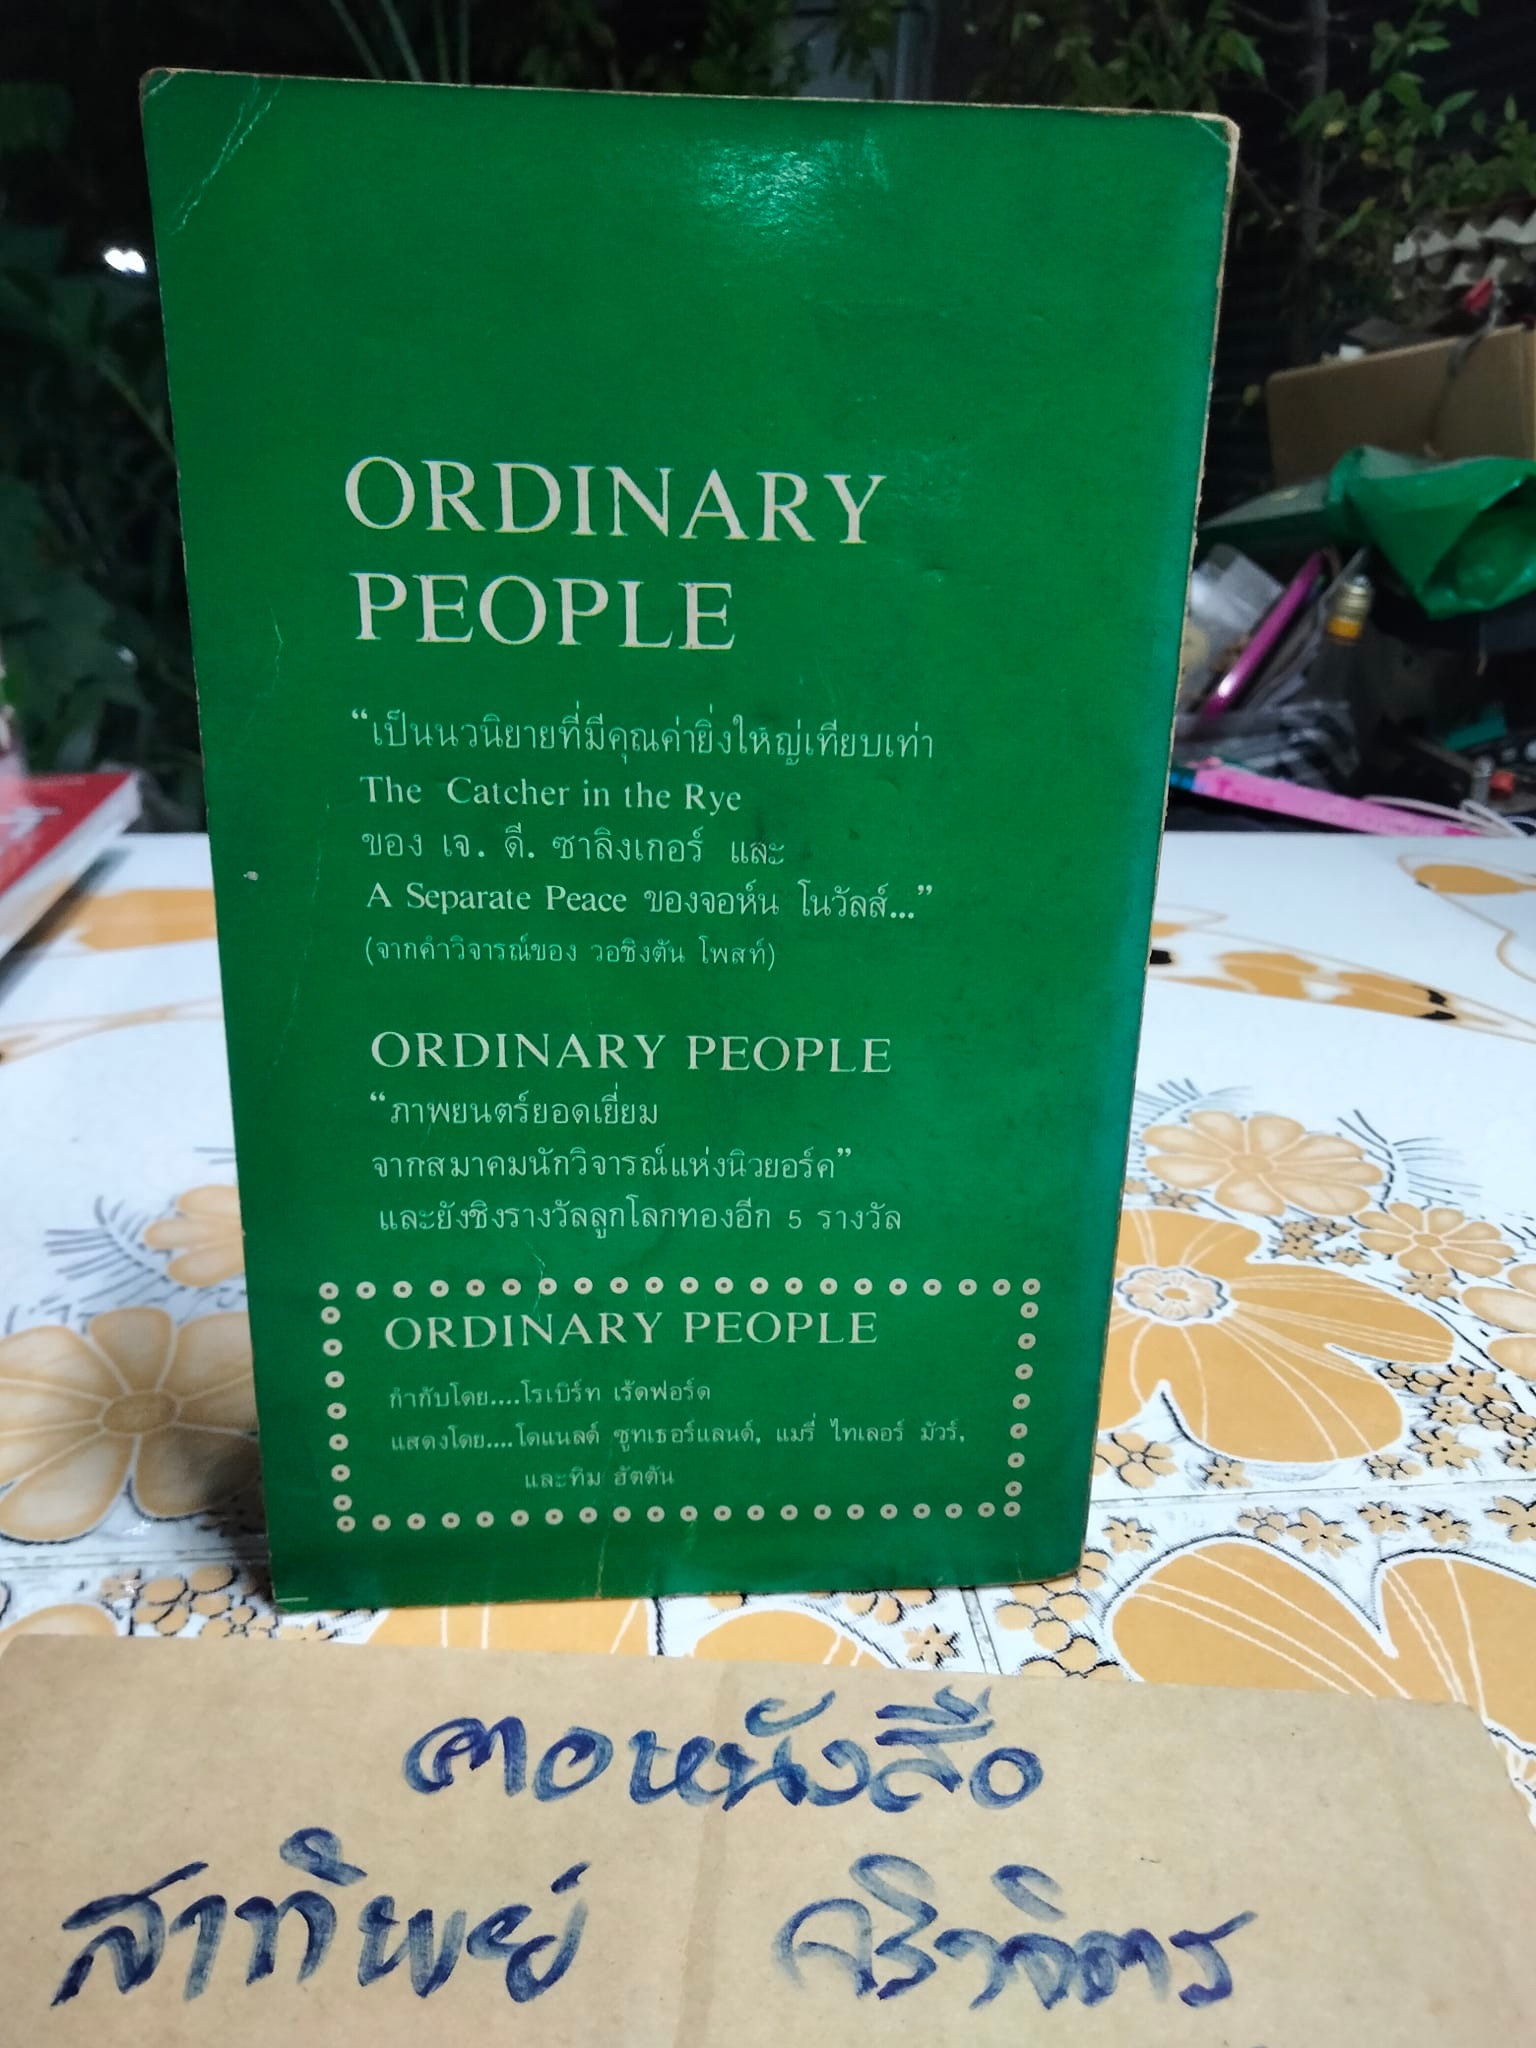 ORDINARY
PEOPLE
“เป็นนวนิยายที่มีคุณค่ายิ่งใหญ่เทียบเท่า
The Catcher in the Rye
ของ เจ. ดี. ซาลิงเกอร์ และ
A Separate Peace ของจอห์น โนวัลส์...”
(จากคำวิจารณ์ของ วอชิงตัน โพสท์)
ORDINARY PEOPLE
“ภาพยนตร์ยอดเยี่ยม
จากสมาคมนักวิจารณ์แห่งนิวยอร์ค”
และยังชิงรางวัลลูกโลกทองอีก 5 รางวัล
ORDINARY PEOPLE
กำกับโดย....โรเบิร์ท เร้ดฟอร์ด
แสดงโดย....โดแนลด์ ซูทเธอร์แลนด์, แมรี่ ไทเลอร์ มัวร์,
และทิม ฮัตตัน
คอหนังสือ
สาทิพย์